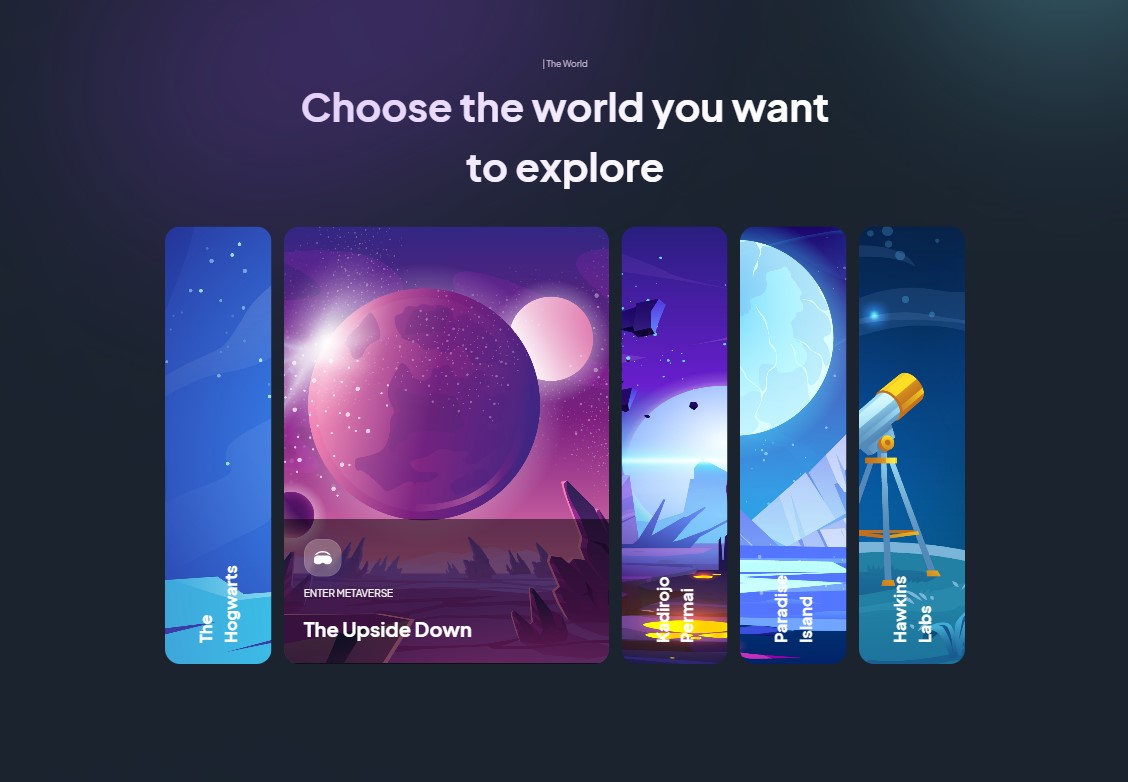 | The World
Choose the world you want
to explore
The
Hogwarts
ENTER METAVERSE
The Upside Down
Kadirojo
Permai
Paradise
Island
Hawkins
Labs